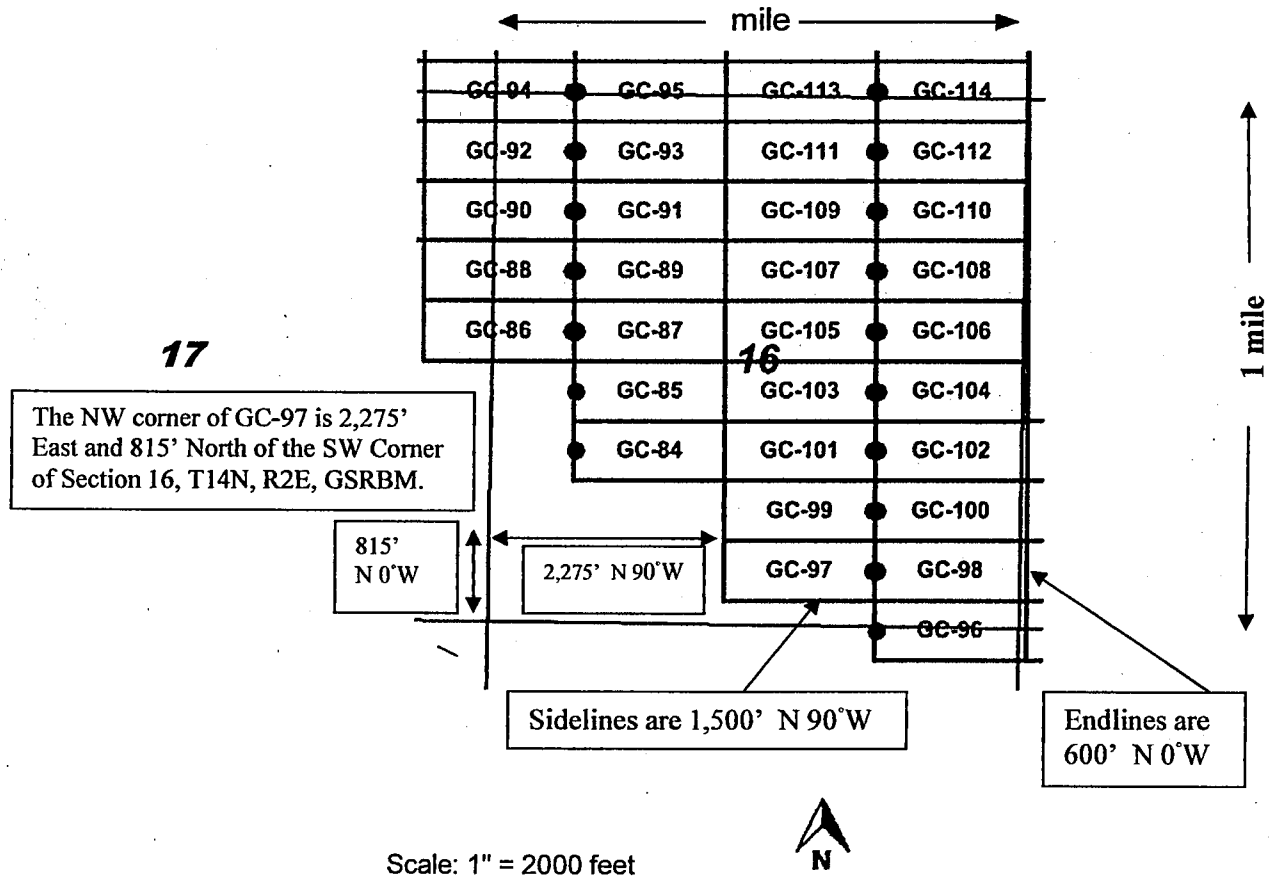 mile
GC-94 GC-95 GC-113 GC-114
GC-92 GC-93 GC-111 GC-112
GC-90 GC-91 GC-109 GC-110
GC-88 GC-89 GC-107 GC-108
GC-86 GC-87 GC-105 GC-106
17
16
GC-85 GC-103 GC-104
GC-84 GC-101 GC-102
GC-99 GC-100
GC-97 GC-98
GC-96
1 mile
The NW corner of GC-97 is 2,275'
East and 815' North of the SW Corner
of Section 16, T14N, R2E, GSRBM.
815'
N 0°W
2,275' N 90°W
Sidelines are 1,500' N 90°W
Endlines are
600' N 0°W
Scale: 1" = 2000 feet
N